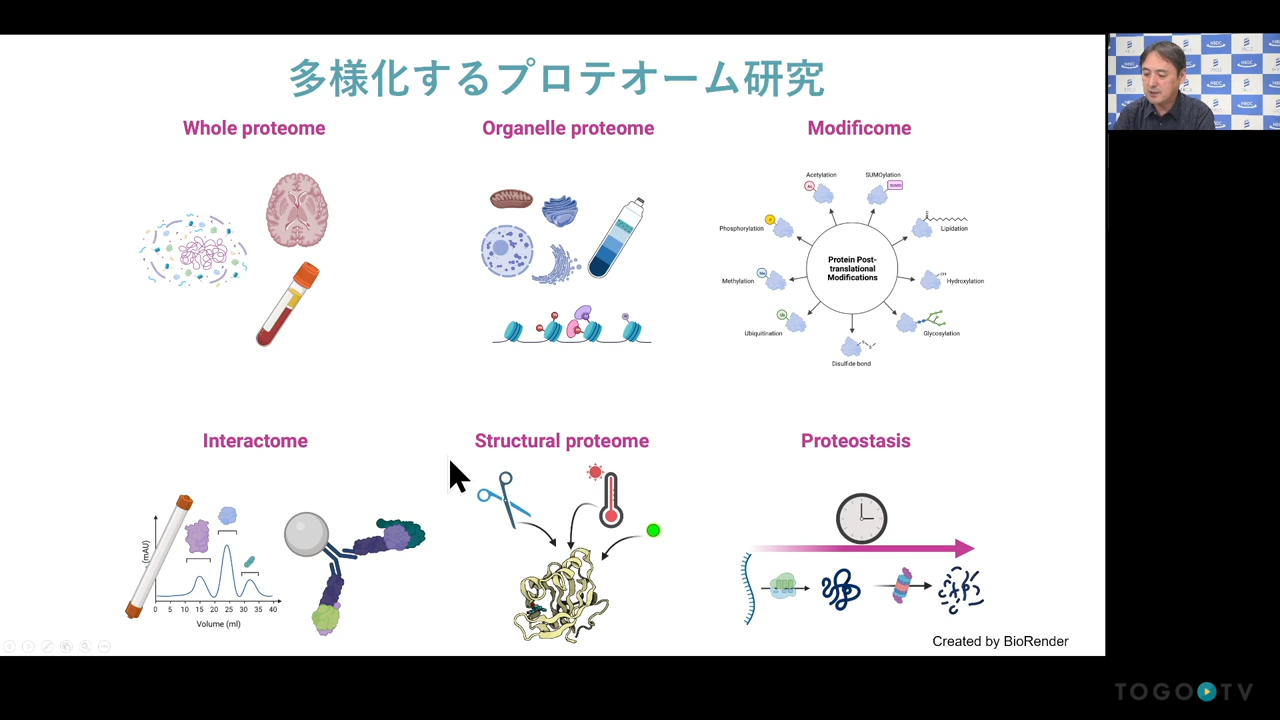 多様化するプロテオーム研究
Whole proteome
Organelle proteome
Modificome
Acetylation
SUMOylation
Phosphorylation
Lipidation
Protein Post-
translational
Modifications
Methylation
Hydroxylation
Ubiquitination
Glycosylation
Disulfide bond
Interactome
Structural proteome
Proteostasis
(mAU)
0 5 10 15 20 25 30 35 40
Volume (ml)
Created by BioRender
TOGO TV